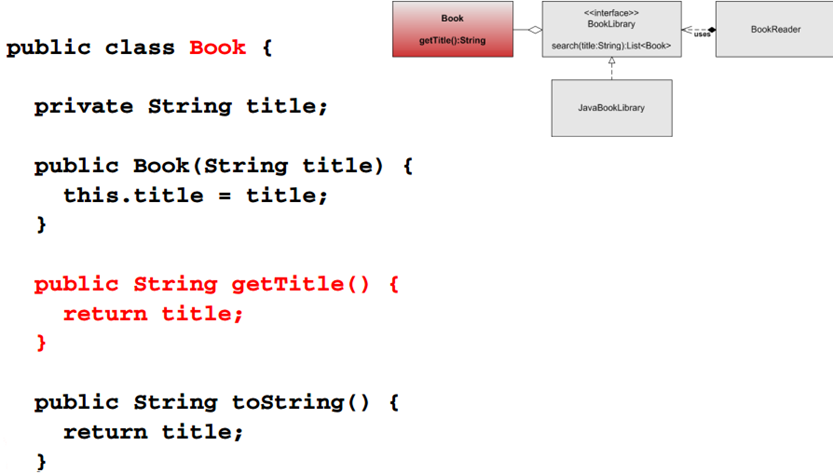 public class Book {
private String title;
public Book(String title) {
this.title = title;
}
public String getTitle() {
return title;
}
public String toString() {
return title;
}
Book
getTitle():String
<<interface>>
BookLibrary
search(title:String):List<Book>
uses
BookReader
JavaBookLibrary